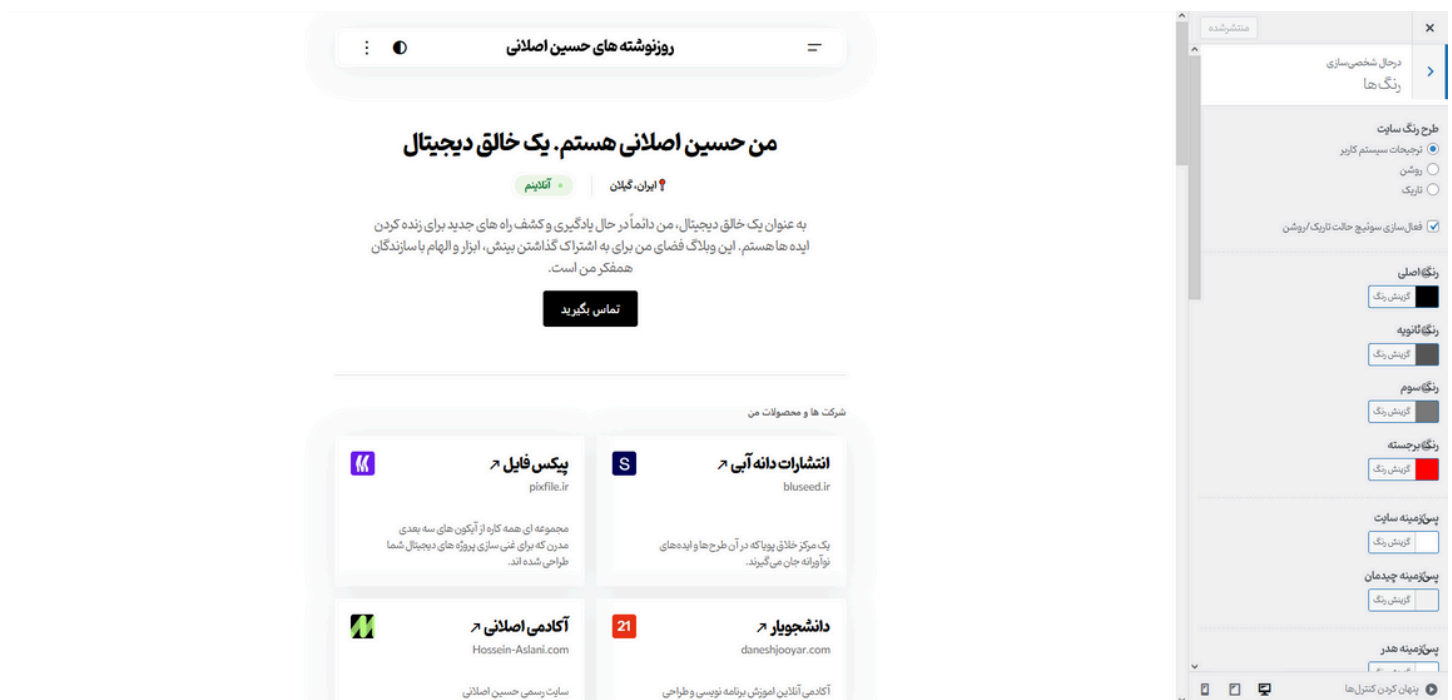 منتشرشده
درحال شخصی‌سازی
رنگ‌ها
طرح رنگ سایت
ترجیحات سیستم کاربر
روشن
تاریک
فعال‌سازی سوئیچ حالت تاریک/روشن
رنگ اصلی
گزینش رنگ
رنگ ثانویه
گزینش رنگ
رنگ سوم
گزینش رنگ
رنگ برجسته
گزینش رنگ
پس‌زمینه سایت
گزینش رنگ
پس‌زمینه چیدمان
گزینش رنگ
پس‌زمینه هدر
پنهان کردن کنترل‌ها
روزنوشته های حسین اصلانی
من حسین اصلانی هستم. یک خالق دیجیتال
ایران، گیلان
آنلاینم
به عنوان یک خالق دیجیتال، من دائماً در حال یادگیری و کشف راه های جدید برای زنده کردن
ایده ها هستم. این وبلاگ فضای من برای به اشتراک گذاشتن بینش، ابزار و الهام با سازندگان
همفکر من است.
تماس بگیرید
شرکت ها و محصولات من
انتشارات دانه آبی
S
bluseed.ir
یک مرکز خلاق پویا که در آن طرح‌ها و ایده‌های
نوآورانه جان می‌گیرند.
پیکس فایل
pixfile.ir
مجموعه ای همه کاره از آیکون های سه بعدی
مدرن که برای غنی سازی پروژه های دیجیتال شما
طراحی شده اند.
دانشجویار
21
daneshjooyar.com
آکادمی آنلاین اموزش برنامه نویسی و طراحی
آکادمی اصلانی
Hossein-Aslani.com
سایت رسمی حسین اصلانی